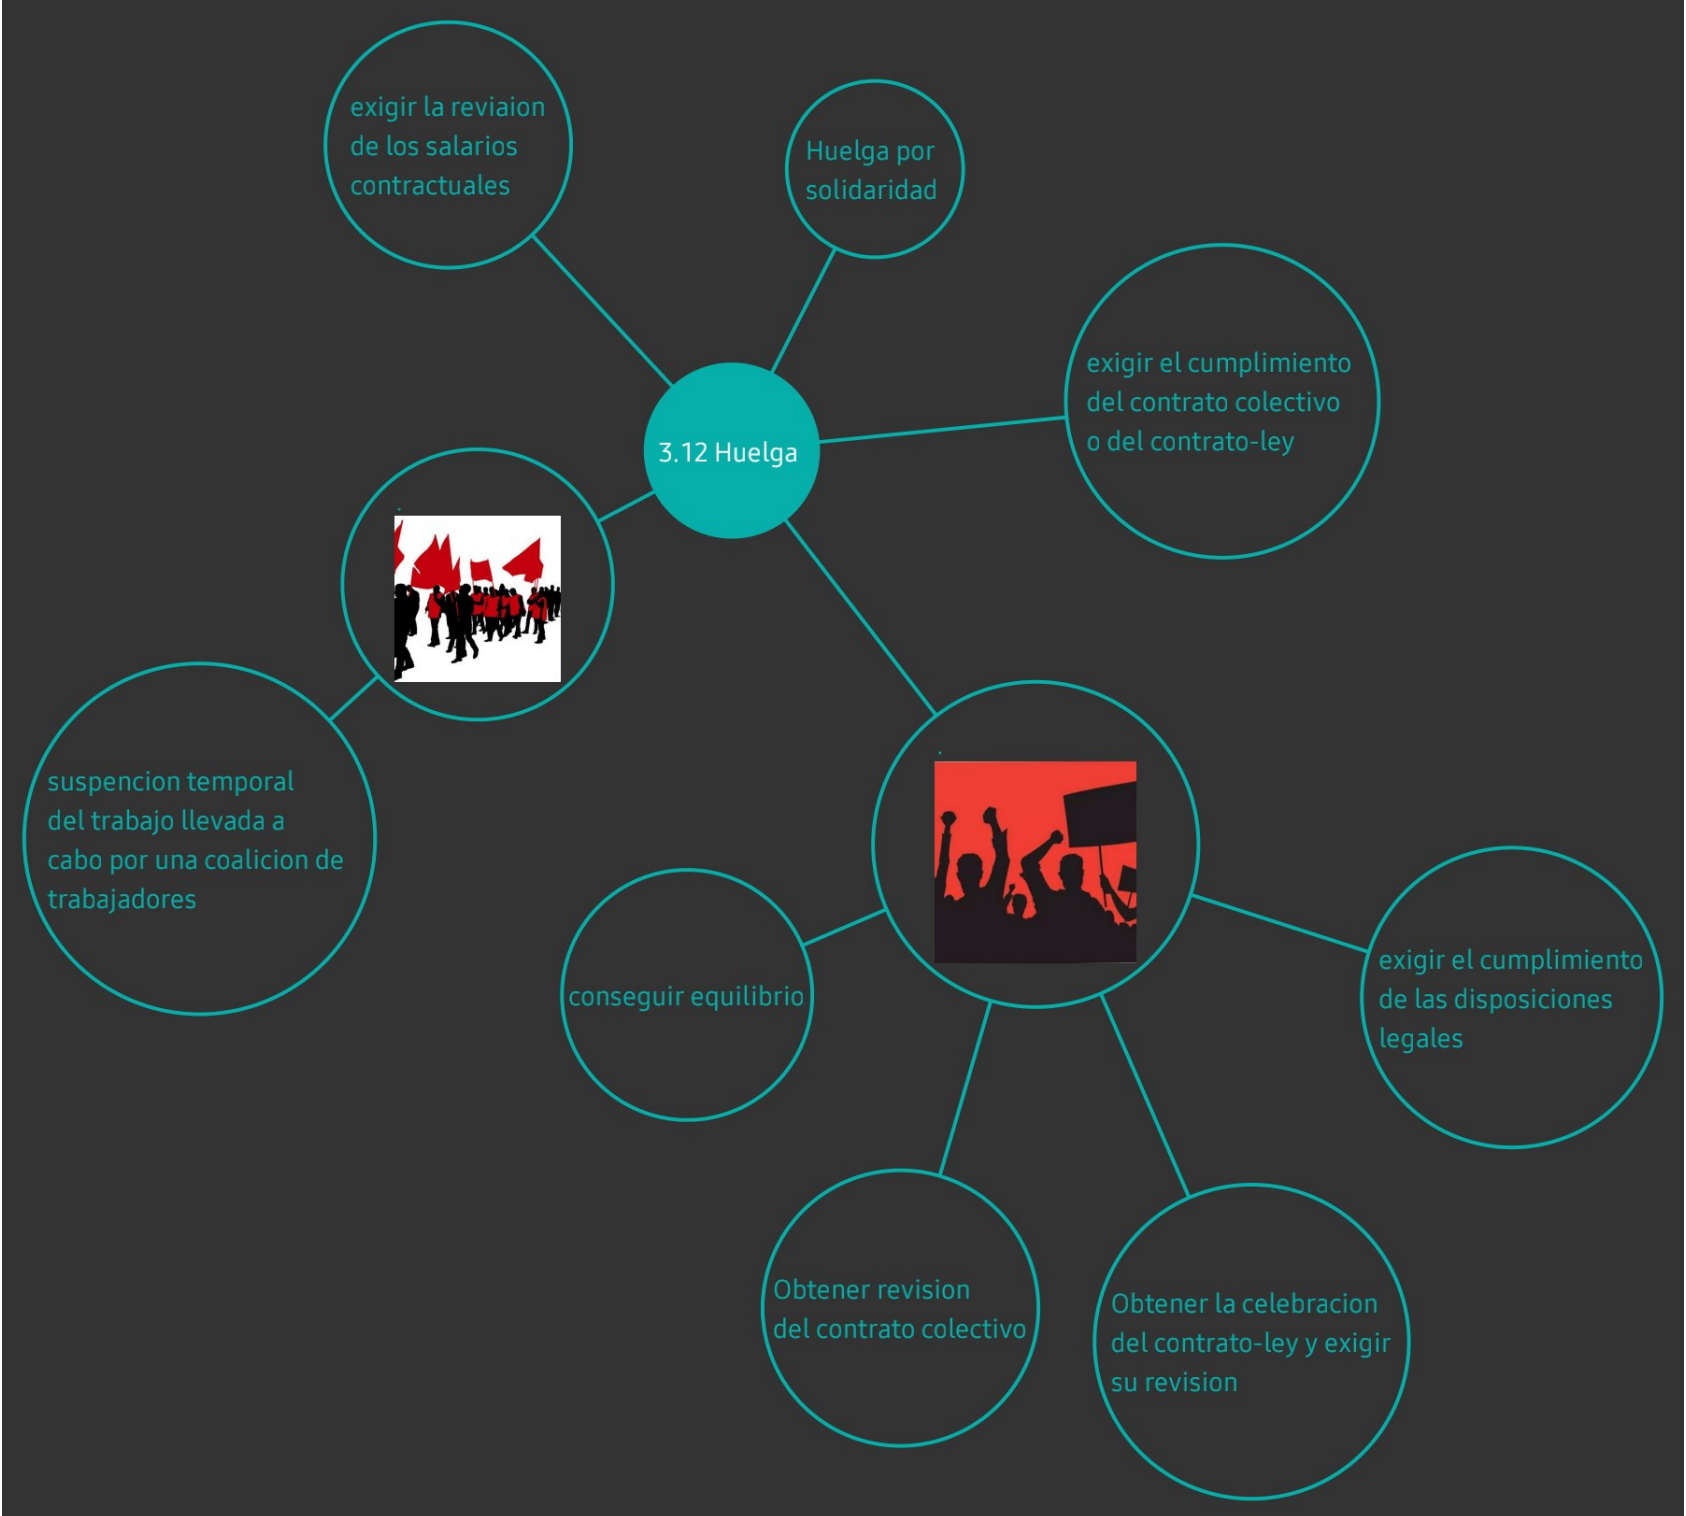 exigir la reviaion
de los salarios
contractuales
Huelga por
solidaridad
exigir el cumplimiento
del contrato colectivo
o del contrato-ley
3.12 Huelga
.
suspencion temporal
del trabajo llevada a
cabo por una coalicion de
trabajadores
.
conseguir equilibrio
exigir el cumplimiento
de las disposiciones
legales
Obtener revision
del contrato colectivo
Obtener la celebracion
del contrato-ley y exigir
su revision